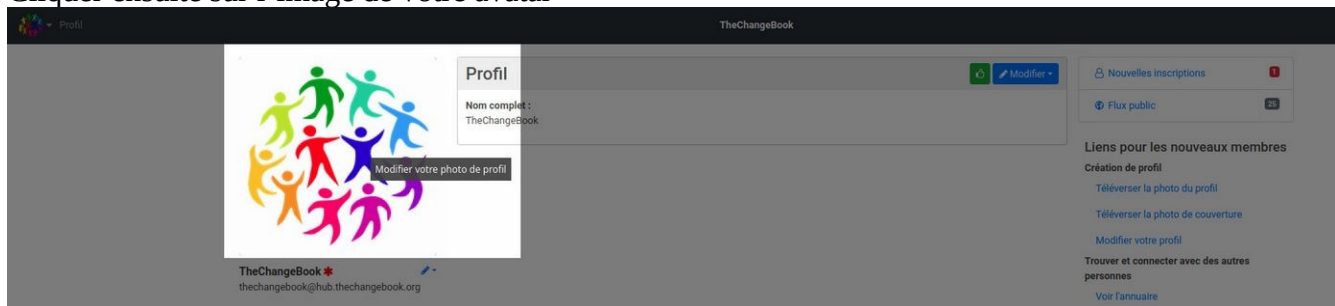 Cliquer ensuite sur l'image de votre avatar
Profil
TheChangeBook
Profil
Modifier
Nom complet :
TheChangeBook
Modifier votre photo de profil
TheChangeBook
thechangebook@hub.thechangebook.org
Nouvelles inscriptions
1
Flux public
25
Liens pour les nouveaux membres
Création de profil
Téléverser la photo du profil
Téléverser la photo de couverture
Modifier votre profil
Trouver et connecter avec des autres
personnes
Voir l'annuaire